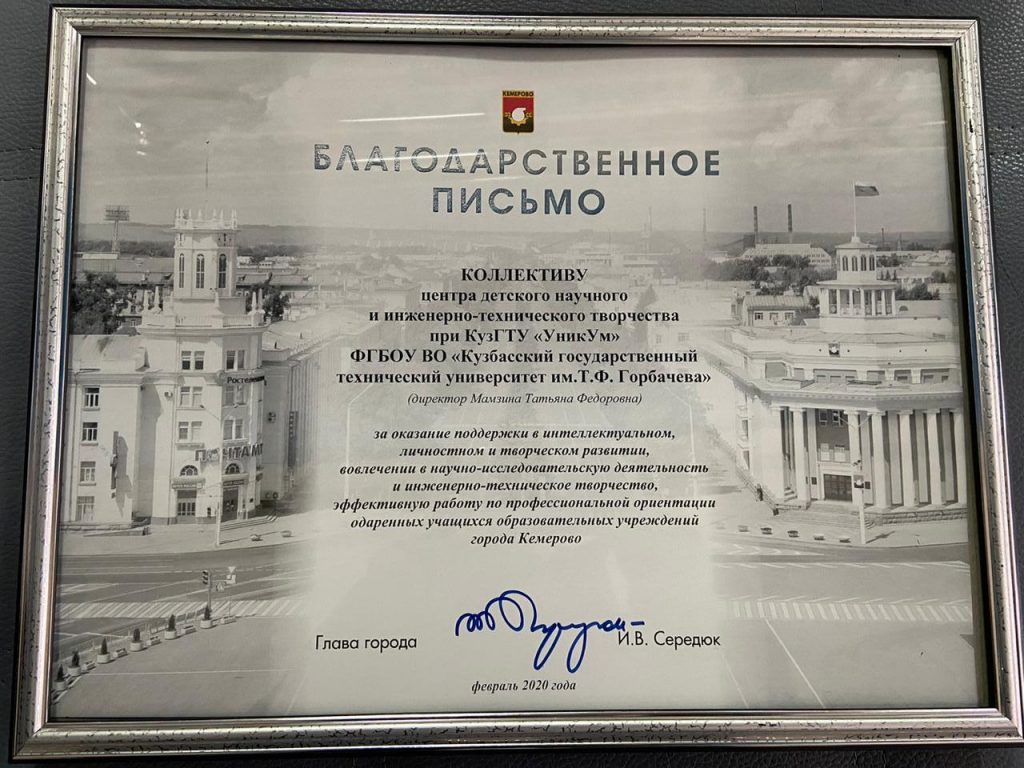 КЕМЕРОВО
БЛАГОДАРСТВЕННОЕ
ПИСЬМО
КОЛЛЕКТИВУ
центра детского научного
и инженерно-технического творчества
при КузГТУ «УникУм»
ФГБОУ ВО «Кузбасский государственный
технический университет им.Т.Ф. Горбачева»
(директор Мамзина Татьяна Федоровна)
за оказание поддержки в интеллектуальном,
личностном и творческом развитии,
вовлечении в научно-исследовательскую деятельность
и инженерно-техническое творчество,
эффективную работу по профессиональной ориентации
одаренных учащихся образовательных учреждений
города Кемерово
Ростелеком
ПОЧТАМТ
Глава города
И.В. Середюк
февраль 2020 года